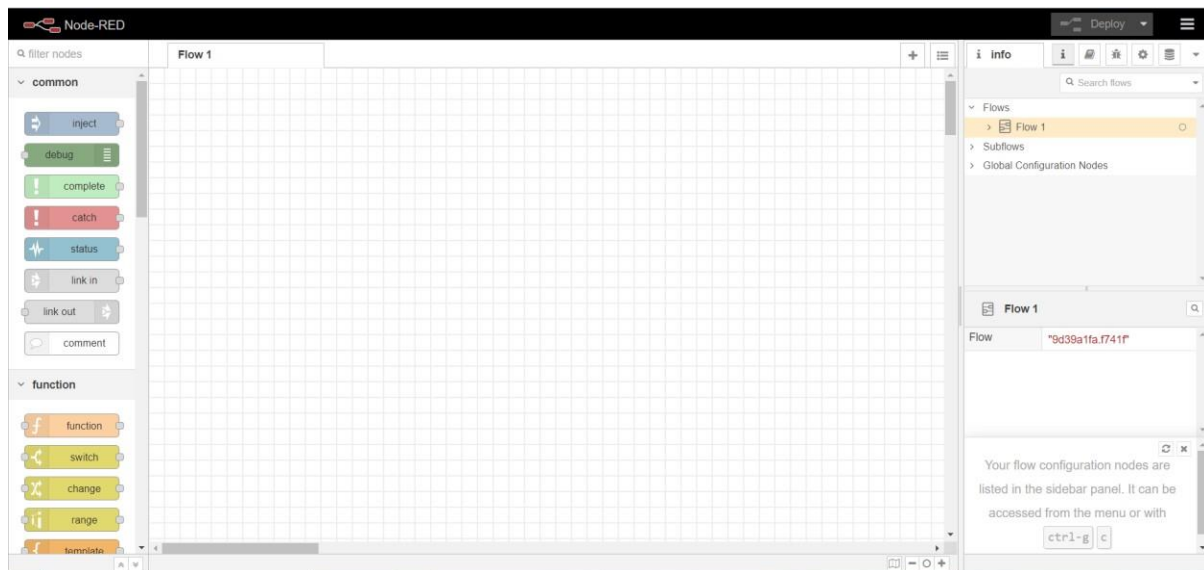 Node-RED
Deploy
filter nodes
Flow 1
i info
i
Search flows
common
inject
debug
complete
catch
status
link in
link out
comment
function
function
switch
change
range
template
Flows
Flow 1
Subflows
Global Configuration Nodes
Flow 1
Flow "9d39a1fa.f741f"
Your flow configuration nodes are
listed in the sidebar panel. It can be
accessed from the menu or with
ctrl-g c